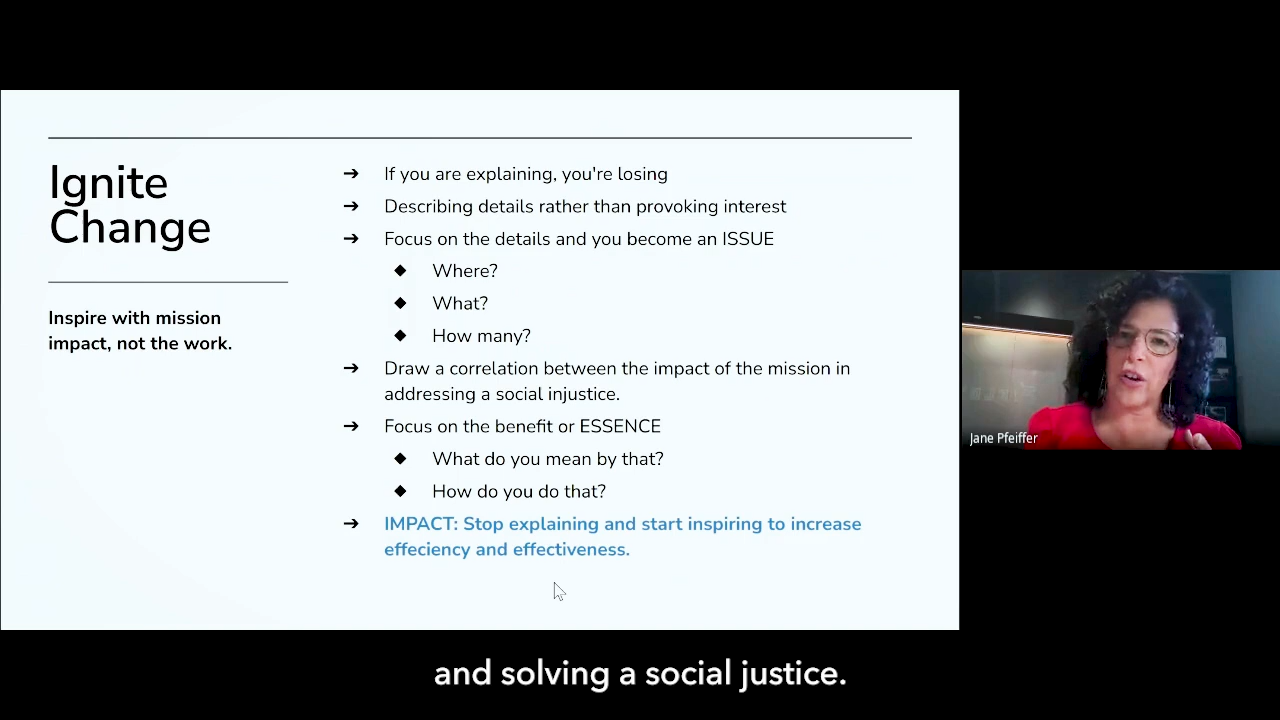 Ignite
Change
Inspire with mission
impact, not the work.
If you are explaining, you're losing
Describing details rather than provoking interest
Focus on the details and you become an ISSUE
Where?
What?
How many?
Draw a correlation between the impact of the mission in
addressing a social injustice.
Focus on the benefit or ESSENCE
What do you mean by that?
How do you do that?
IMPACT: Stop explaining and start inspiring to increase
effeciency and effectiveness.
Jane Pfeiffer
and solving a social justice.